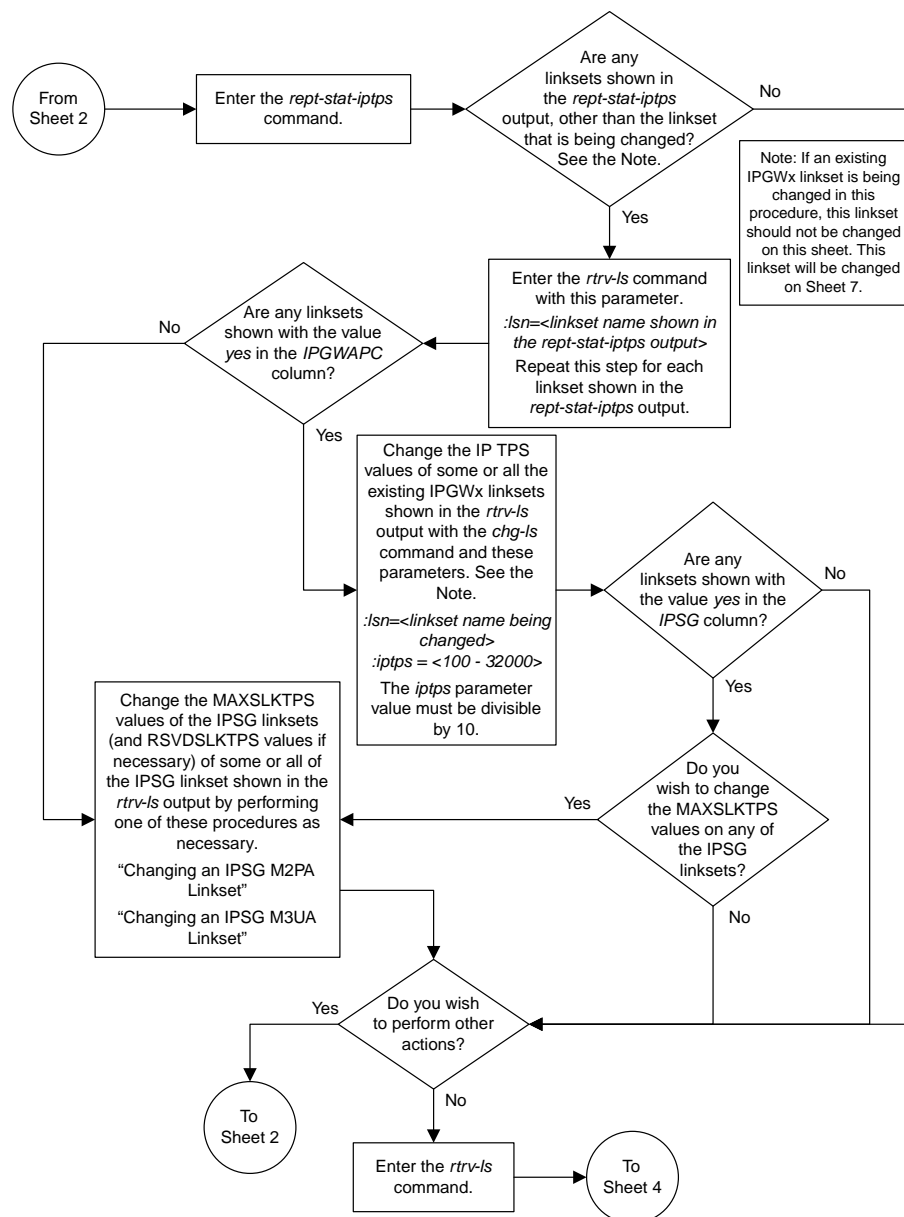 From
Sheet 2
Enter the rept-stat-iptps
command.
Are any
linksets shown in
the rept-stat-iptps
output, other than the linkset
that is being changed?
See the Note.
No
Yes
Note: If an existing
IPGWx linkset is being
changed in this
procedure, this linkset
should not be changed
on this sheet. This
linkset will be changed
on Sheet 7.
Enter the rtrv-ls command
with this parameter.
:lsn=<linkset name shown in
the rept-stat-iptps output>
Repeat this step for each
linkset shown in the
rept-stat-iptps output.
Are any linksets
shown with the value
yes in the IPGWAPC
column?
No
Yes
Change the IP TPS
values of some or all the
existing IPGWx linksets
shown in the rtrv-ls
output with the chg-ls
command and these
parameters. See the
Note.
:lsn=<linkset name being
changed>
:iptps = <100 - 32000>
The iptps parameter
value must be divisible
by 10.
Are any
linksets shown with
the value yes in the
IPSG column?
No
Yes
Do you
wish to change
the MAXSLKTPS
values on any of
the IPSG
linksets?
Yes
No
Change the MAXSLKTPS
values of the IPSG linksets
(and RSVDSLKTPS values if
necessary) of some or all of
the IPSG linkset shown in the
rtrv-ls output by performing
one of these procedures as
necessary.
“Changing an IPSG M2PA
Linkset”
“Changing an IPSG M3UA
Linkset”
Do you wish
to perform other
actions?
Yes
No
To
Sheet 2
Enter the rtrv-ls
command.
To
Sheet 4